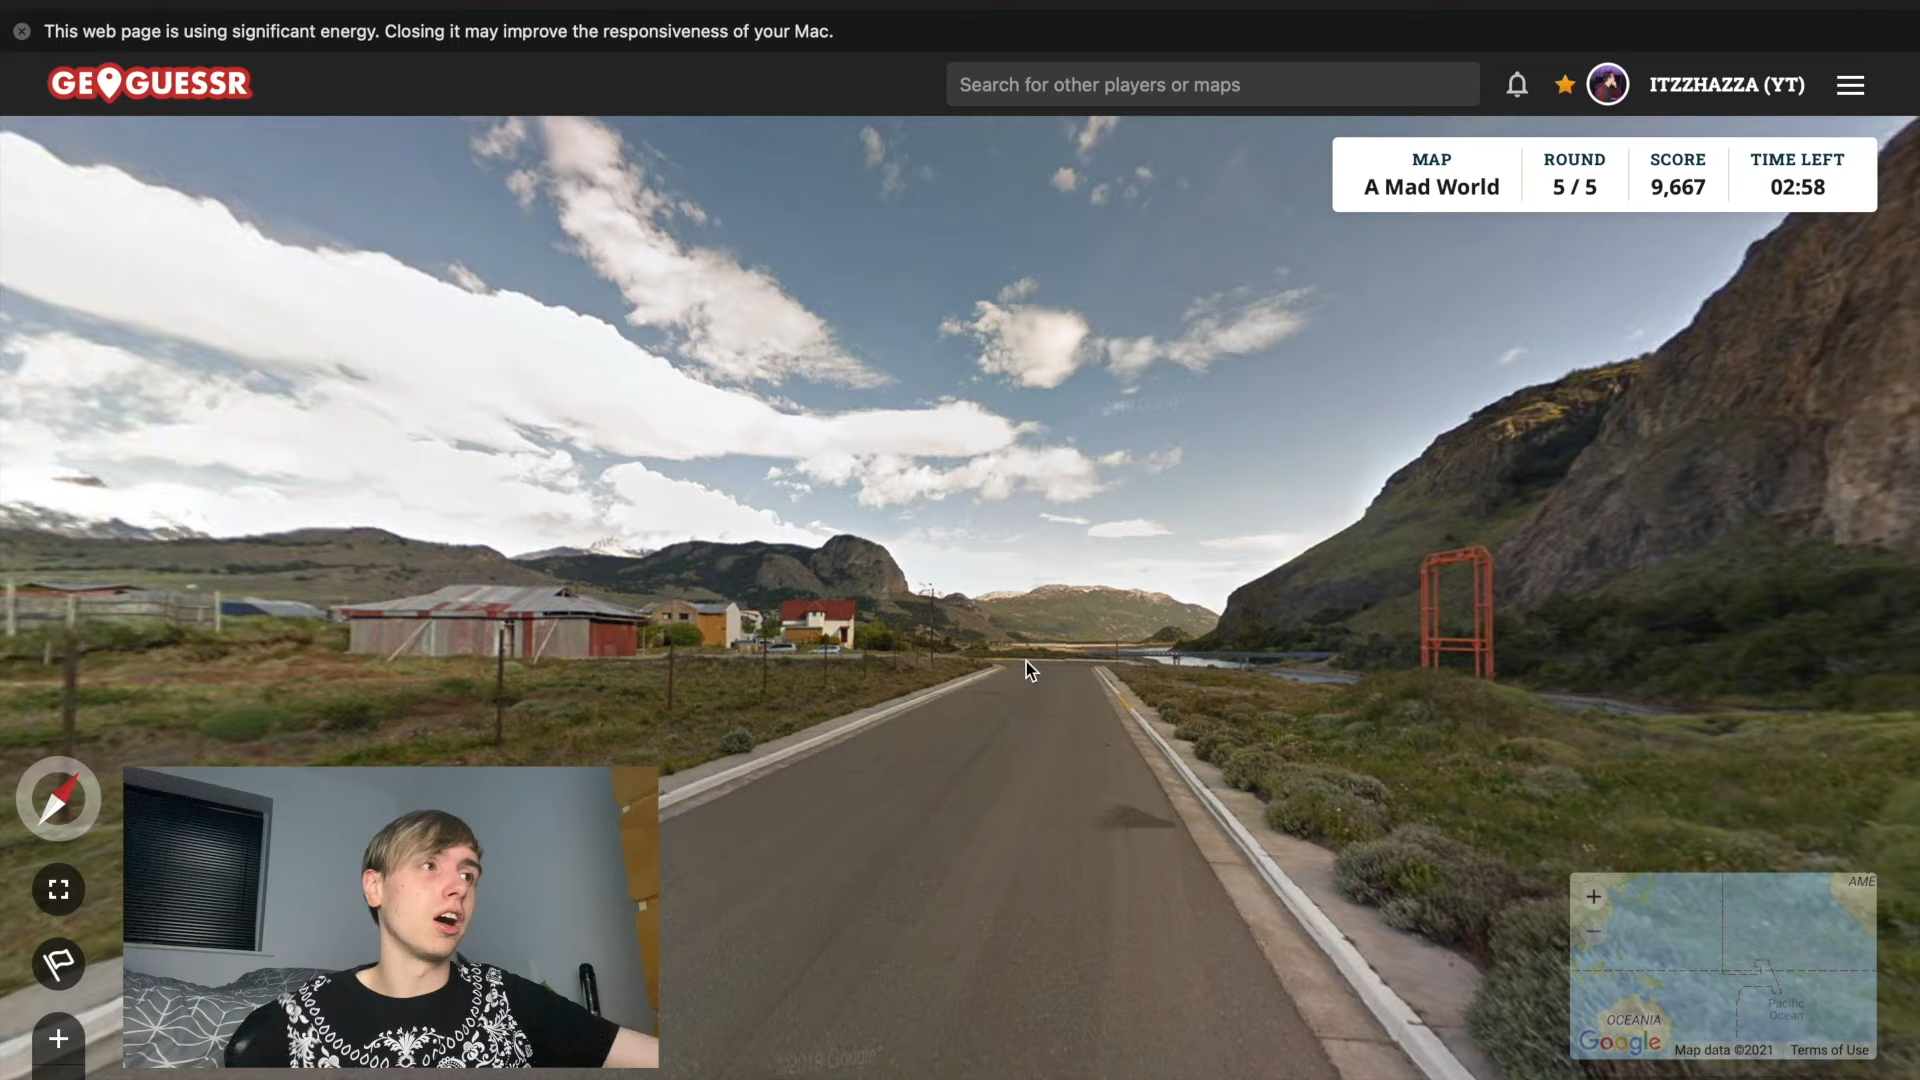 This web page is using significant energy. Closing it may improve the responsiveness of your Mac.
GEOGUESSR
Search for other players or maps
ITZZHAZZA (YT)
MAP ROUND SCORE TIME LEFT
A Mad World 5 / 5 9,667 02:58
AME
Pacific
Ocean
OCEANIA
Google Map data ©2021 Terms of Use
©2018 Google